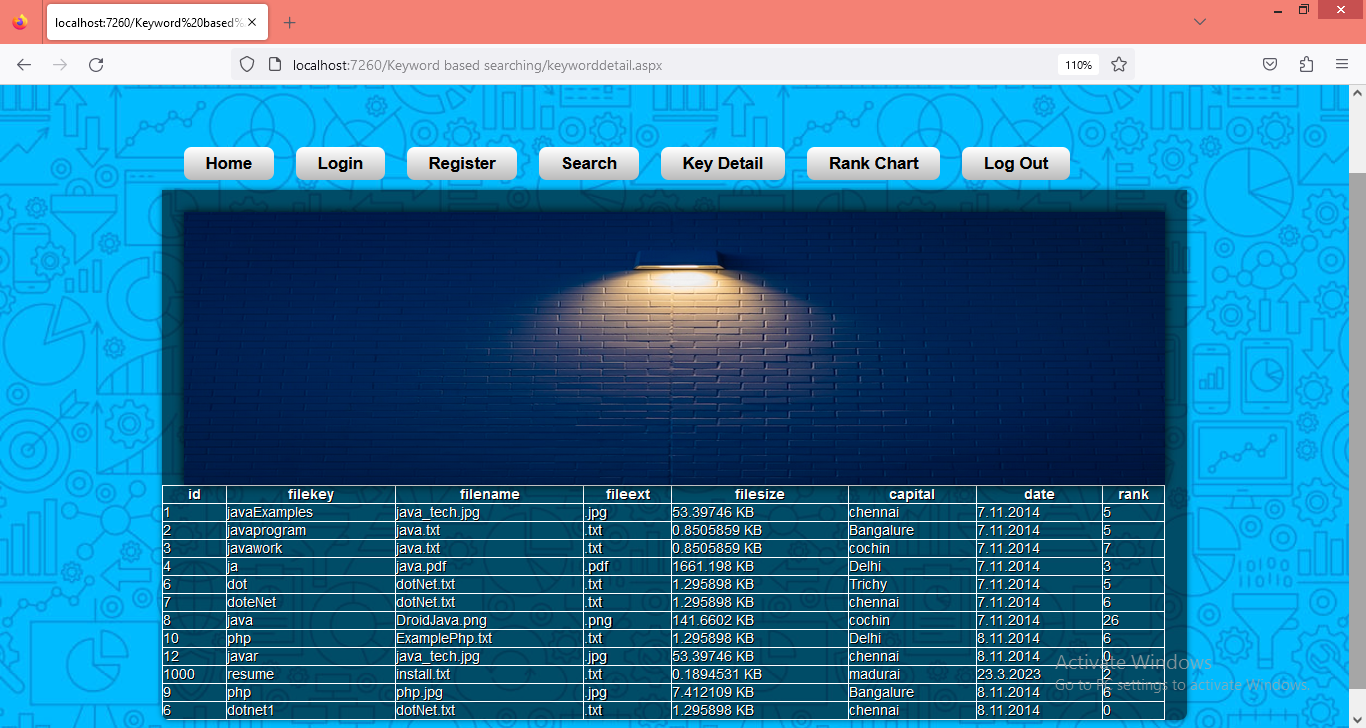 localhost:7260/Keyword%20based%
localhost:7260/Keyword based searching/keyworddetail.aspx 110%
Home Login Register Search Key Detail Rank Chart Log Out
id filekey filename fileext filesize capital date rank
1 javaExamples java_tech.jpg .jpg 53.39746 KB chennai 7.11.2014 5
2 javaprogram java.txt .txt 0.8505859 KB Bangalure 7.11.2014 5
3 javawork java.txt .txt 0.8505859 KB cochin 7.11.2014 7
4 ja java.pdf .pdf 1661.198 KB Delhi 7.11.2014 3
6 dot dotNet.txt .txt 1.295898 KB Trichy 7.11.2014 5
7 doteNet dotNet.txt .txt 1.295898 KB chennai 7.11.2014 6
8 java DroidJava.png .png 141.6602 KB cochin 7.11.2014 26
10 php ExamplePhp.txt .txt 1.295898 KB Delhi 8.11.2014 6
12 javar java_tech.jpg .jpg 53.39746 KB chennai 8.11.2014 0
1000 resume install.txt .txt 0.1894531 KB madurai 23.3.2023 2
9 php php.jpg .jpg 7.412109 KB Bangalure 8.11.2014 6
6 dotnet1 dotNet.txt .txt 1.295898 KB chennai 8.11.2014 0
Activate Windows
Go to PC settings to activate Windows.